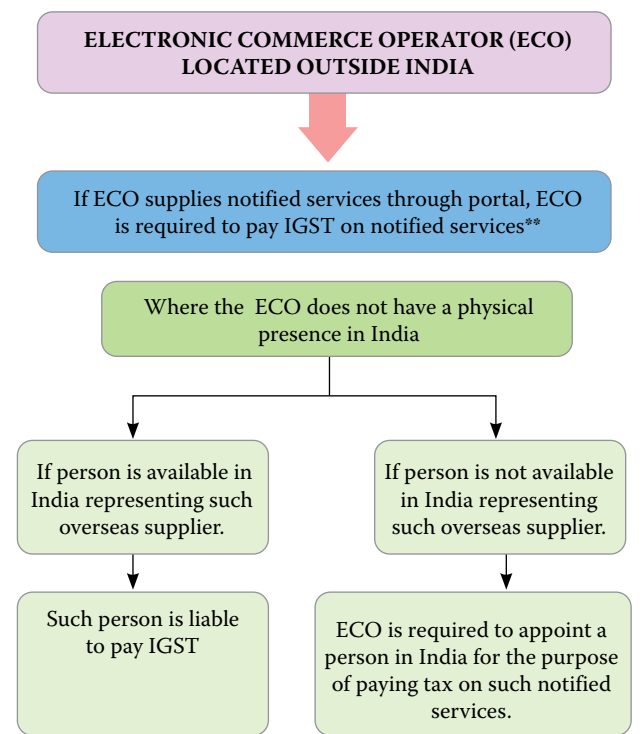 ELECTRONIC COMMERCE OPERATOR (ECO)
LOCATED OUTSIDE INDIA
If ECO supplies notified services through portal, ECO
is required to pay IGST on notified services**
Where the ECO does not have a physical
presence in India
If person is available in
India representing such
overseas supplier.
If person is not available
in India representing
such overseas supplier.
Such person is liable
to pay IGST
ECO is required to appoint a
person in India for the purpose
of paying tax on such notified
services.